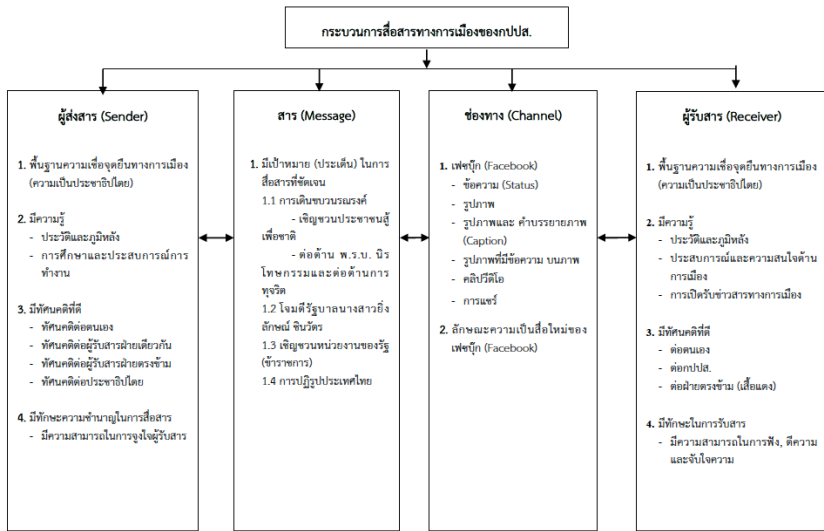 กระบวนการสื่อสารทางการเมืองของกปปส.
ผู้ส่งสาร (Sender)
1. พื้นฐานความเชื่อจุดยืนทางการเมือง
(ความเป็นประชาธิปไตย)
2. มีความรู้
- ประวัติและภูมิหลัง
- การศึกษาและประสบการณ์การ
ทำงาน
3. มีทัศนคติที่ดี
- ทัศนคติต่อตนเอง
- ทัศนคติต่อผู้รับสารฝ่ายเดียวกัน
- ทัศนคติต่อผู้รับสารฝ่ายตรงข้าม
- ทัศนคติต่อประชาธิปไตย
4. มีทักษะความชำนาญในการสื่อสาร
- มีความสามารถในการจูงใจผู้รับสาร
สาร (Message)
1. มีเป้าหมาย (ประเด็น) ในการ
สื่อสารที่ชัดเจน
1.1 การเดินขบวนรณรงค์
- เชิญชวนประชาชนสู้
เพื่อชาติ
- ต่อต้าน พ.ร.บ. นิร
โทษกรรมและต่อต้านการ
ทุจริต
1.2 โจมตีรัฐบาลนางสาวยิ่ง
ลักษณ์ ชินวัตร
1.3 เชิญชวนหน่วยงานของรัฐ
(ข้าราชการ)
1.4 การปฏิรูปประเทศไทย
ช่องทาง (Channel)
1. เฟซบุ๊ก (Facebook)
- ข้อความ (Status)
- รูปภาพ
- รูปภาพและ คำบรรยายภาพ
(Caption)
- รูปภาพที่มีข้อความ บนภาพ
- คลิปวีดีโอ
- การแชร์
2. ลักษณะความเป็นสื่อใหม่ของ
เฟซบุ๊ก (Facebook)
ผู้รับสาร (Receiver)
1. พื้นฐานความเชื่อจุดยืนทางการเมือง
(ความเป็นประชาธิปไตย)
2. มีความรู้
- ประวัติและภูมิหลัง
- ประสบการณ์และความสนใจด้าน
การเมือง
- การเปิดรับข่าวสารทางการเมือง
3. มีทัศนคติที่ดี
- ต่อตนเอง
- ต่อกปปส.
- ต่อฝ่ายตรงข้าม (เสื้อแดง)
4. มีทักษะในการรับสาร
- มีความสามารถในการฟัง, ตีความ
และจับใจความ